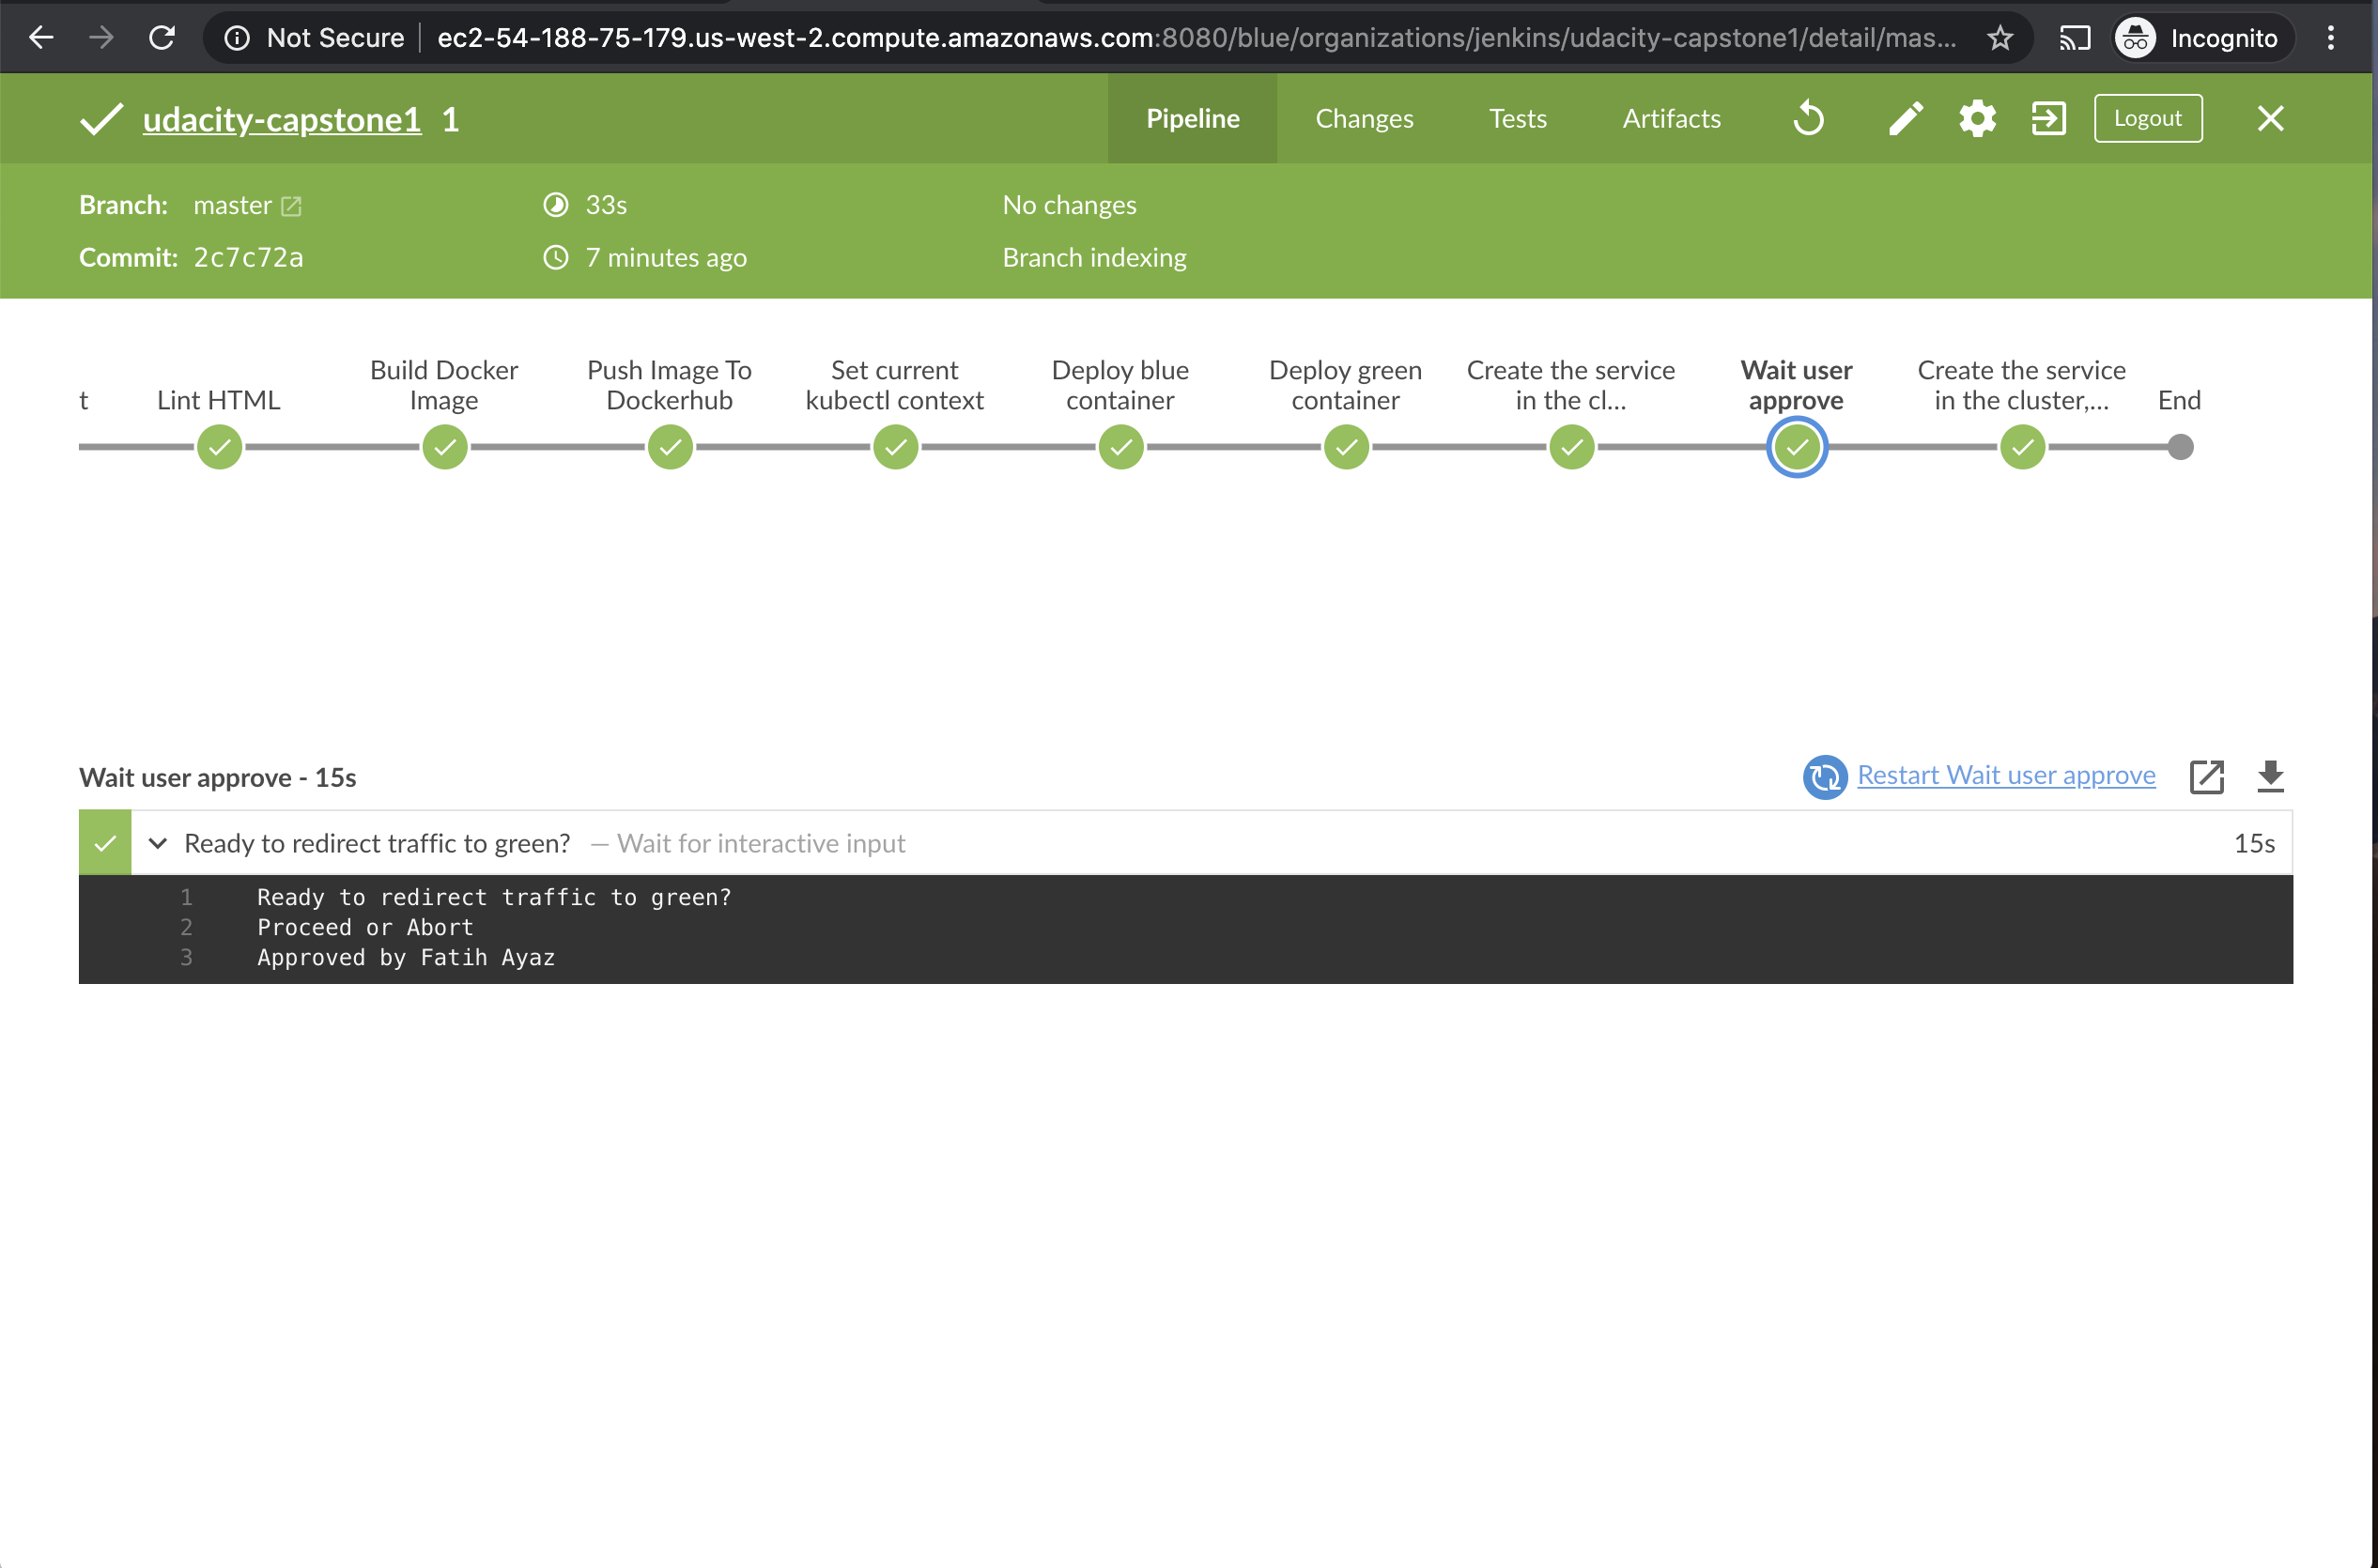 Not Secure ec2-54-188-75-179.us-west-2.compute.amazonaws.com:8080/blue/organizations/jenkins/udacity-capstone1/detail/mas... Incognito
udacity-capstone1 1 Pipeline Changes Tests Artifacts Logout
Branch: master 33s No changes
Commit: 2c7c72a 7 minutes ago Branch indexing
t
Lint HTML
Build Docker
Image
Push Image To
Dockerhub
Set current
kubectl context
Deploy blue
container
Deploy green
container
Create the service
in the cl...
Wait user
approve
Create the service
in the cluster,...
End
Wait user approve - 15s Restart Wait user approve
Ready to redirect traffic to green? — Wait for interactive input 15s
1 Ready to redirect traffic to green?
2 Proceed or Abort
3 Approved by Fatih Ayaz